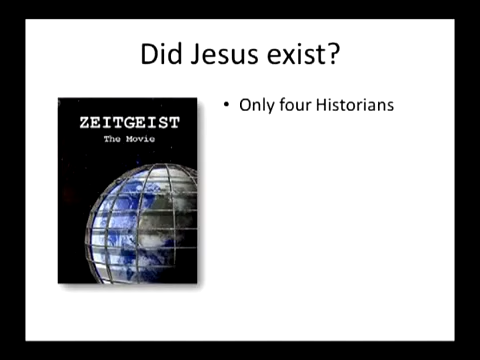 Did Jesus exist?
ZEITGEIST
The Movie
• Only four Historians